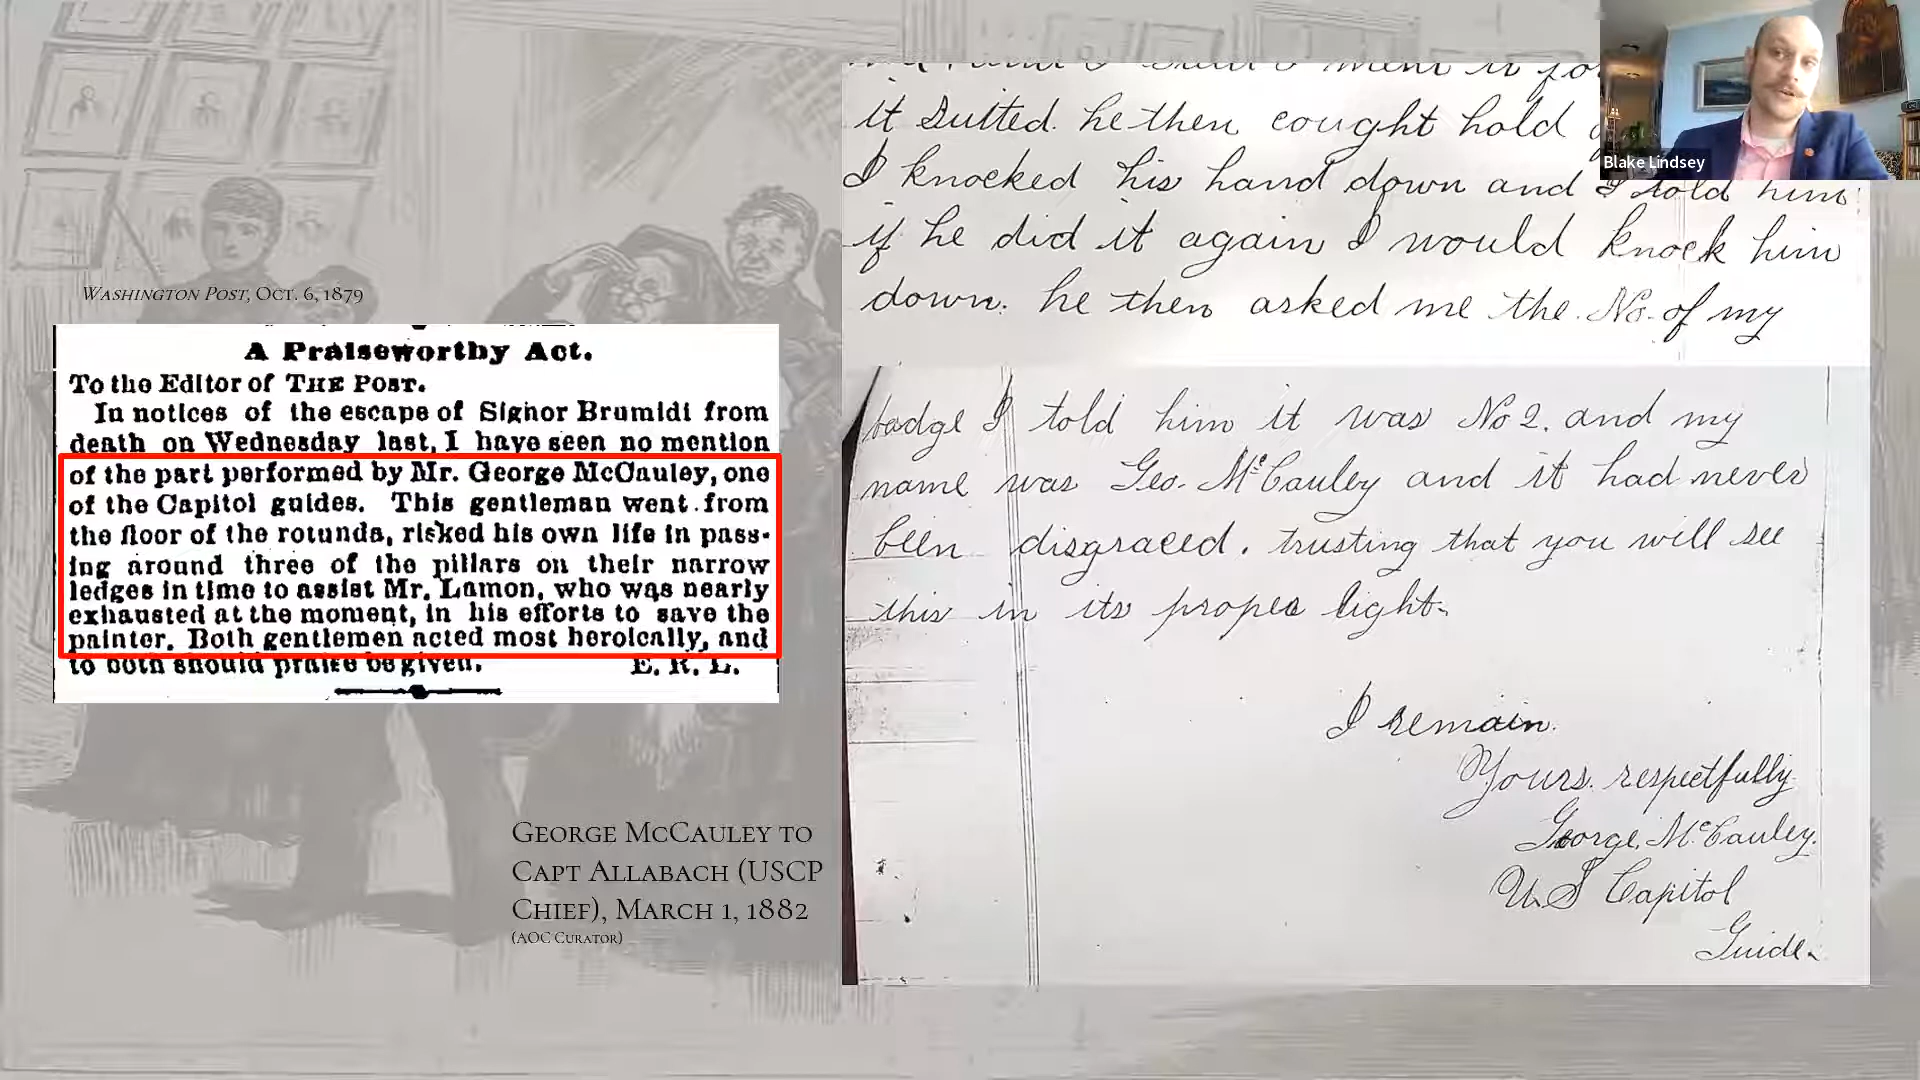 WASHINGTON POST, OCT. 6, 1879
A Praiseworthy Act.
To the Editor of THE POST.
In notices of the escape of Signor Brumidi from
death on Wednesday last, I have seen no mention
of the part performed by Mr. George McCauley, one
of the Capitol guides. This gentleman went from
the floor of the rotunda, risked his own life in pass-
ing around three of the pillars on their narrow
ledges in time to assist Mr. Lamon, who was nearly
exhausted at the moment, in his efforts to save the
painter. Both gentlemen acted most heroically, and
to both should praise be given. E. R. L.
GEORGE MCCAULEY TO
CAPT ALLABACH (USCP
CHIEF), MARCH 1, 1882
(AOC CURATOR)
it Suited. he then cought hold
I knocked his hand down and I told him
if he did it again I would knock him
down. he then asked me the No. of my
badge I told him it was No 2. and my
name was Geo. McCauley and it had never
been disgraced. trusting that you will see
this in its proper light.
I remain.
Yours. respectfully
George. McCauley.
U.S Capitol
Guide.
Blake Lindsey